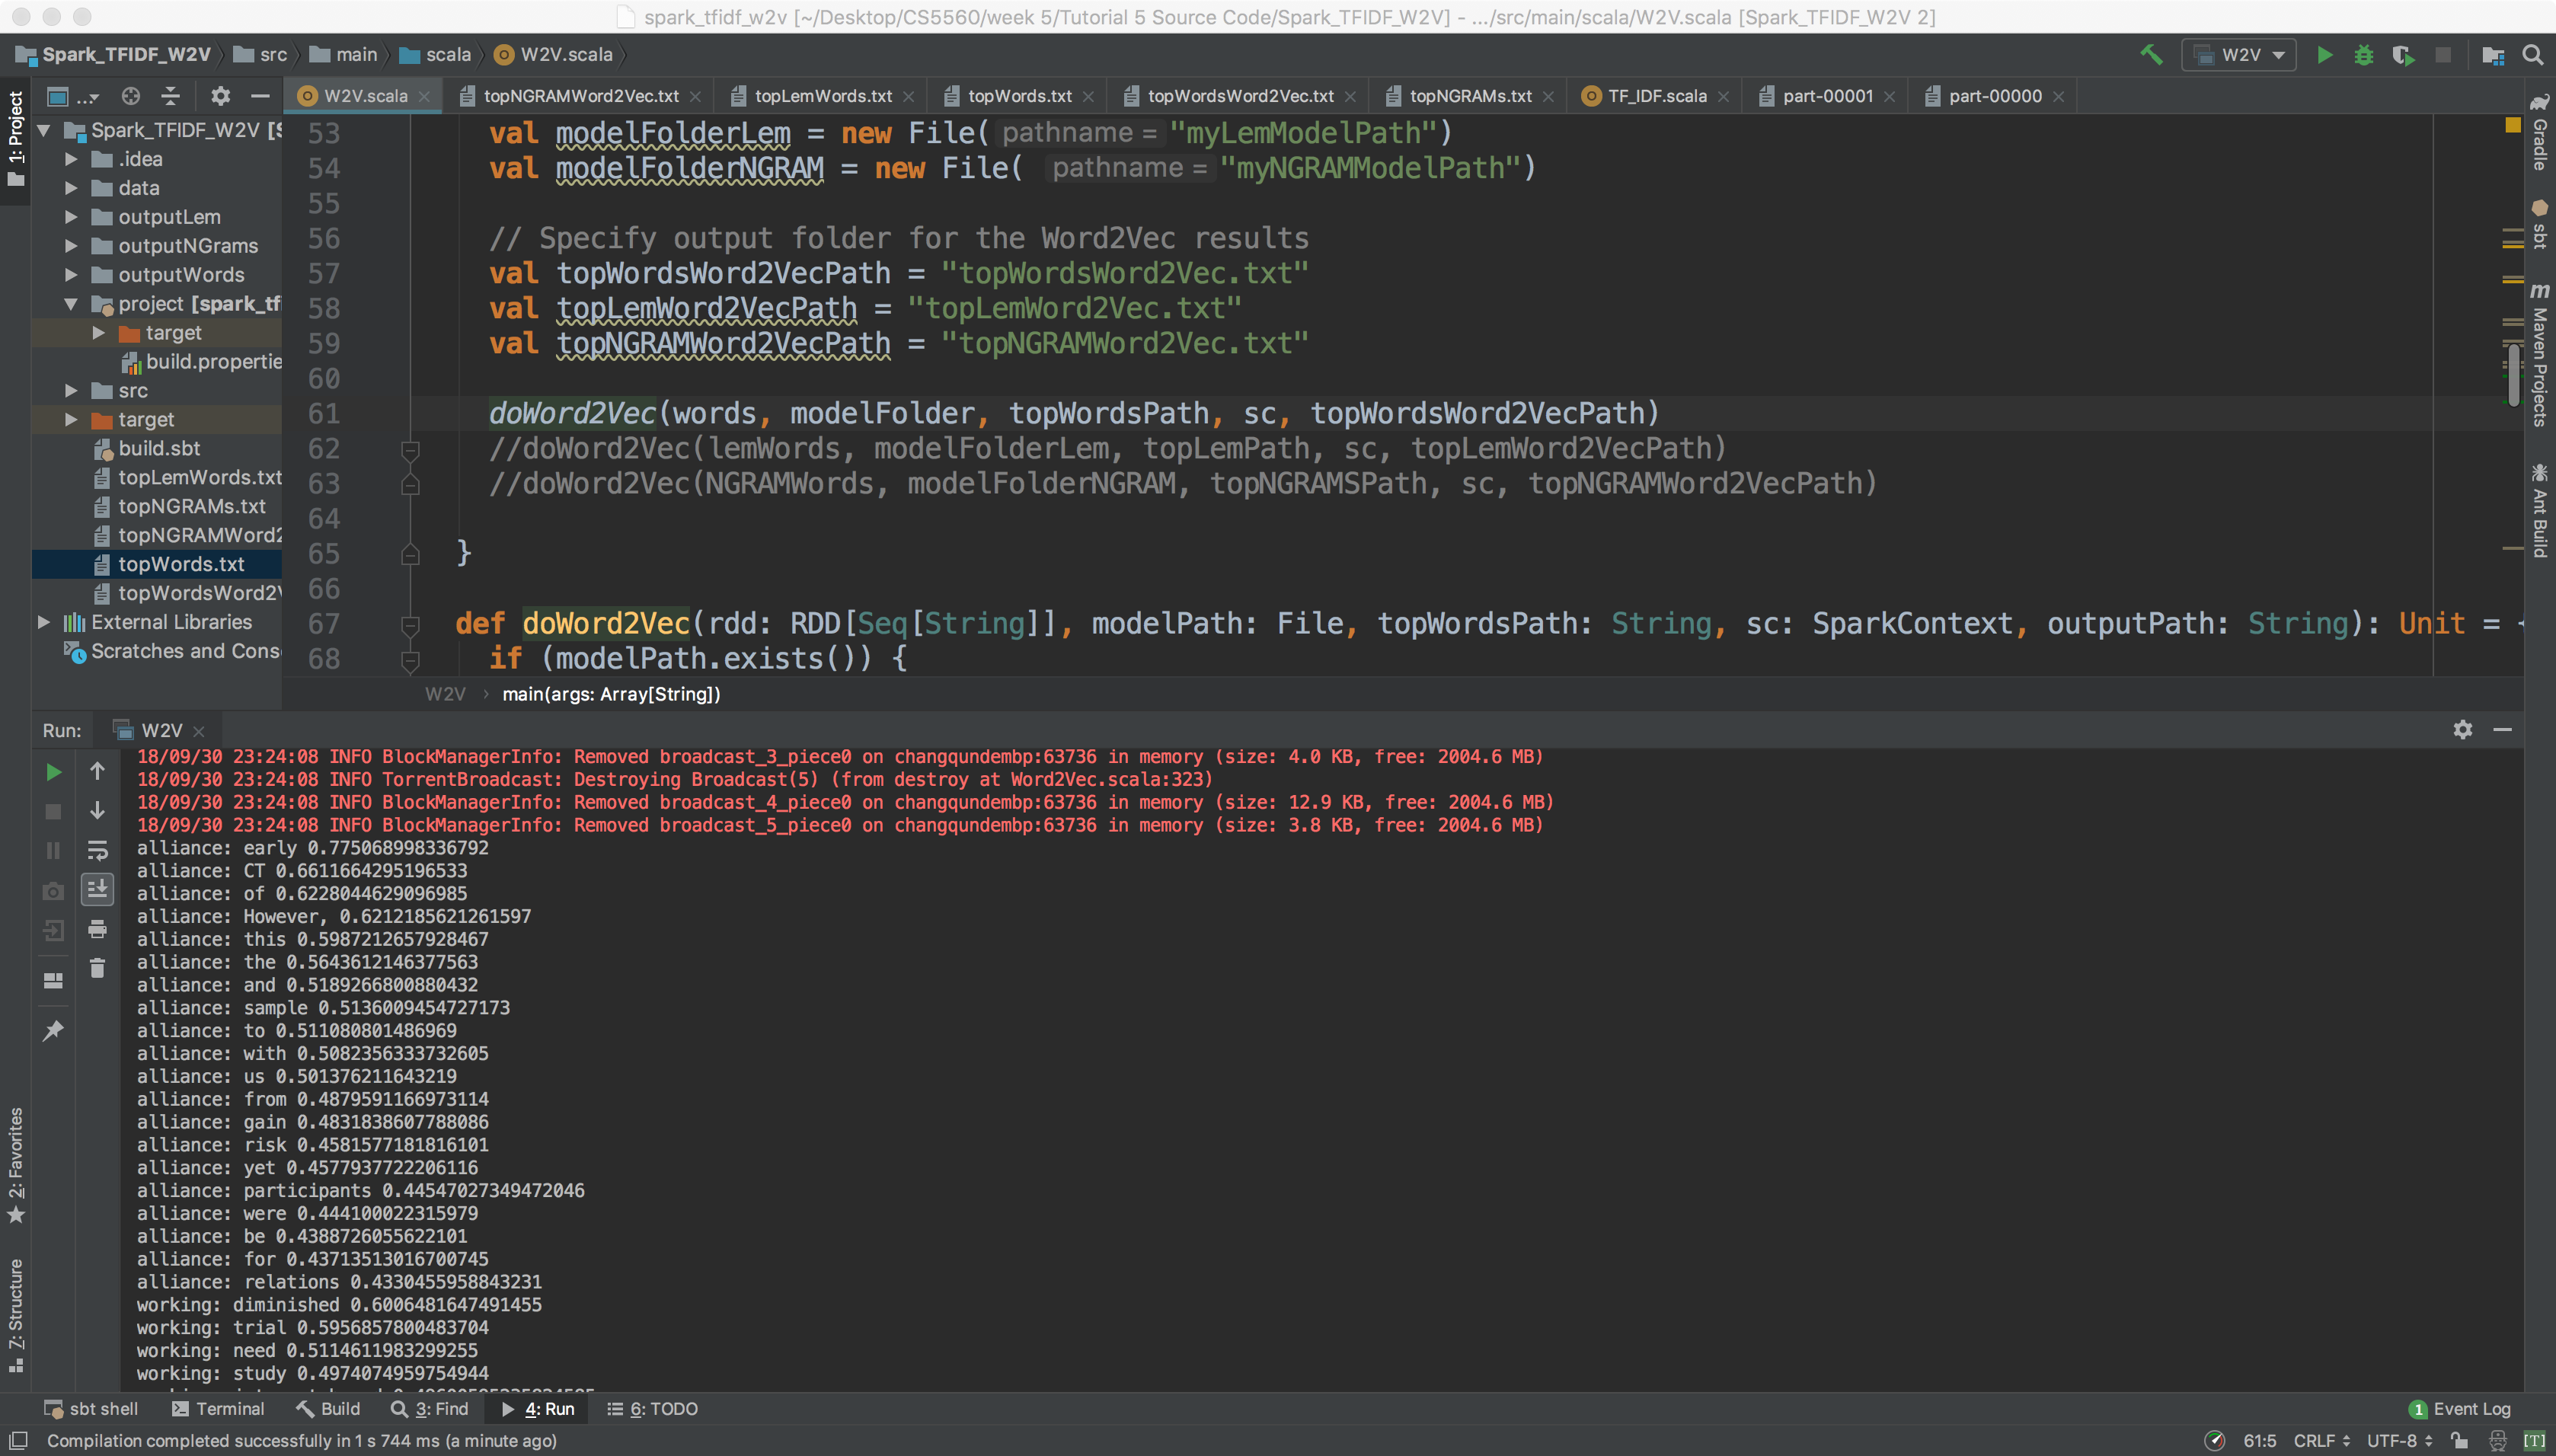 spark_tfidf_w2v [~/Desktop/CS5560/week 5/Tutorial 5 Source Code/Spark_TFIDF_W2V] - .../src/main/scala/W2V.scala [Spark_TFIDF_W2V 2]
Spark_TFIDF_W2V src main scala W2V.scala
W2V
W2V.scala topNGRAMWord2Vec.txt topLemWords.txt topWords.txt topWordsWord2Vec.txt topNGRAMs.txt TF_IDF.scala part-00001 part-00000
1: Project
...
Spark_TFIDF_W2V [S
.idea
data
outputLem
outputNGrams
outputWords
project [spark_tfi
target
build.propertie
src
target
build.sbt
topLemWords.txt
topNGRAMs.txt
topNGRAMWord2
topWords.txt
topWordsWord2V
External Libraries
Scratches and Cons
53 val modelFolderLem = new File( pathname = "myLemModelPath")
54 val modelFolderNGRAM = new File( pathname = "myNGRAMModelPath")
55
56 // Specify output folder for the Word2Vec results
57 val topWordsWord2VecPath = "topWordsWord2Vec.txt"
58 val topLemWord2VecPath = "topLemWord2Vec.txt"
59 val topNGRAMWord2VecPath = "topNGRAMWord2Vec.txt"
60
61 doWord2Vec(words, modelFolder, topWordsPath, sc, topWordsWord2VecPath)
62 //doWord2Vec(lemWords, modelFolderLem, topLemPath, sc, topLemWord2VecPath)
63 //doWord2Vec(NGRAMWords, modelFolderNGRAM, topNGRAMSPath, sc, topNGRAMWord2VecPath)
64
65 }
66
67 def doWord2Vec(rdd: RDD[Seq[String]], modelPath: File, topWordsPath: String, sc: SparkContext, outputPath: String): Unit = {
68 if (modelPath.exists()) {
W2V main(args: Array[String])
Gradle
sbt
m Maven Projects
Ant Build
Run: W2V
18/09/30 23:24:08 INFO BlockManagerInfo: Removed broadcast_3_piece0 on changqundembp:63736 in memory (size: 4.0 KB, free: 2004.6 MB)
18/09/30 23:24:08 INFO TorrentBroadcast: Destroying Broadcast(5) (from destroy at Word2Vec.scala:323)
18/09/30 23:24:08 INFO BlockManagerInfo: Removed broadcast_4_piece0 on changqundembp:63736 in memory (size: 12.9 KB, free: 2004.6 MB)
18/09/30 23:24:08 INFO BlockManagerInfo: Removed broadcast_5_piece0 on changqundembp:63736 in memory (size: 3.8 KB, free: 2004.6 MB)
alliance: early 0.775068998336792
alliance: CT 0.6611664295196533
alliance: of 0.6228044629096985
alliance: However, 0.6212185621261597
alliance: this 0.5987212657928467
alliance: the 0.5643612146377563
alliance: and 0.5189266800880432
alliance: sample 0.5136009454727173
alliance: to 0.511080801486969
alliance: with 0.5082356333732605
alliance: us 0.501376211643219
alliance: from 0.4879591166973114
alliance: gain 0.4831838607788086
alliance: risk 0.4581577181816101
alliance: yet 0.4577937722206116
alliance: participants 0.44547027349472046
alliance: were 0.444100022315979
alliance: be 0.4388726055622101
alliance: for 0.43713513016700745
alliance: relations 0.4330455958843231
working: diminished 0.6006481647491455
working: trial 0.5956857800483704
working: need 0.5114611983299255
working: study 0.4974074959754944
2: Favorites
Z: Structure
sbt shell Terminal Build 3: Find 4: Run 6: TODO 1 Event Log
Compilation completed successfully in 1 s 744 ms (a minute ago) 61:5 CRLF UTF-8 [T]